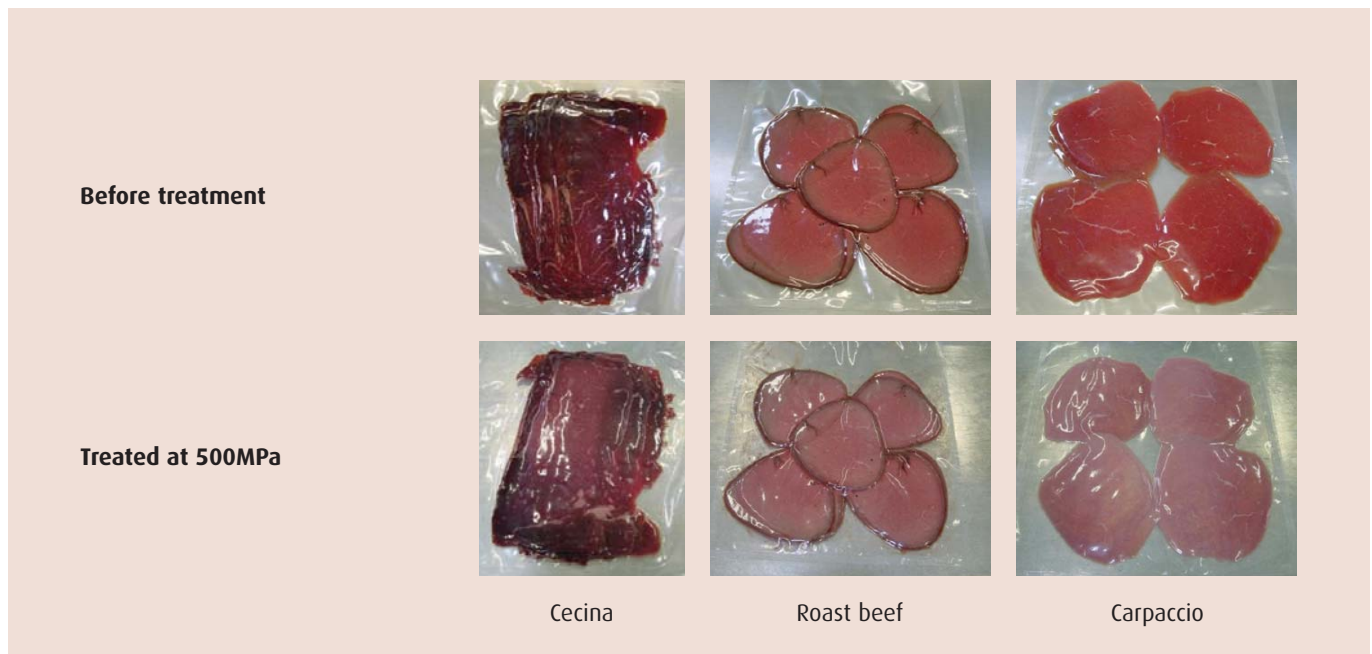 Before treatment
Treated at 500MPa
Cecina
Roast beef
Carpaccio